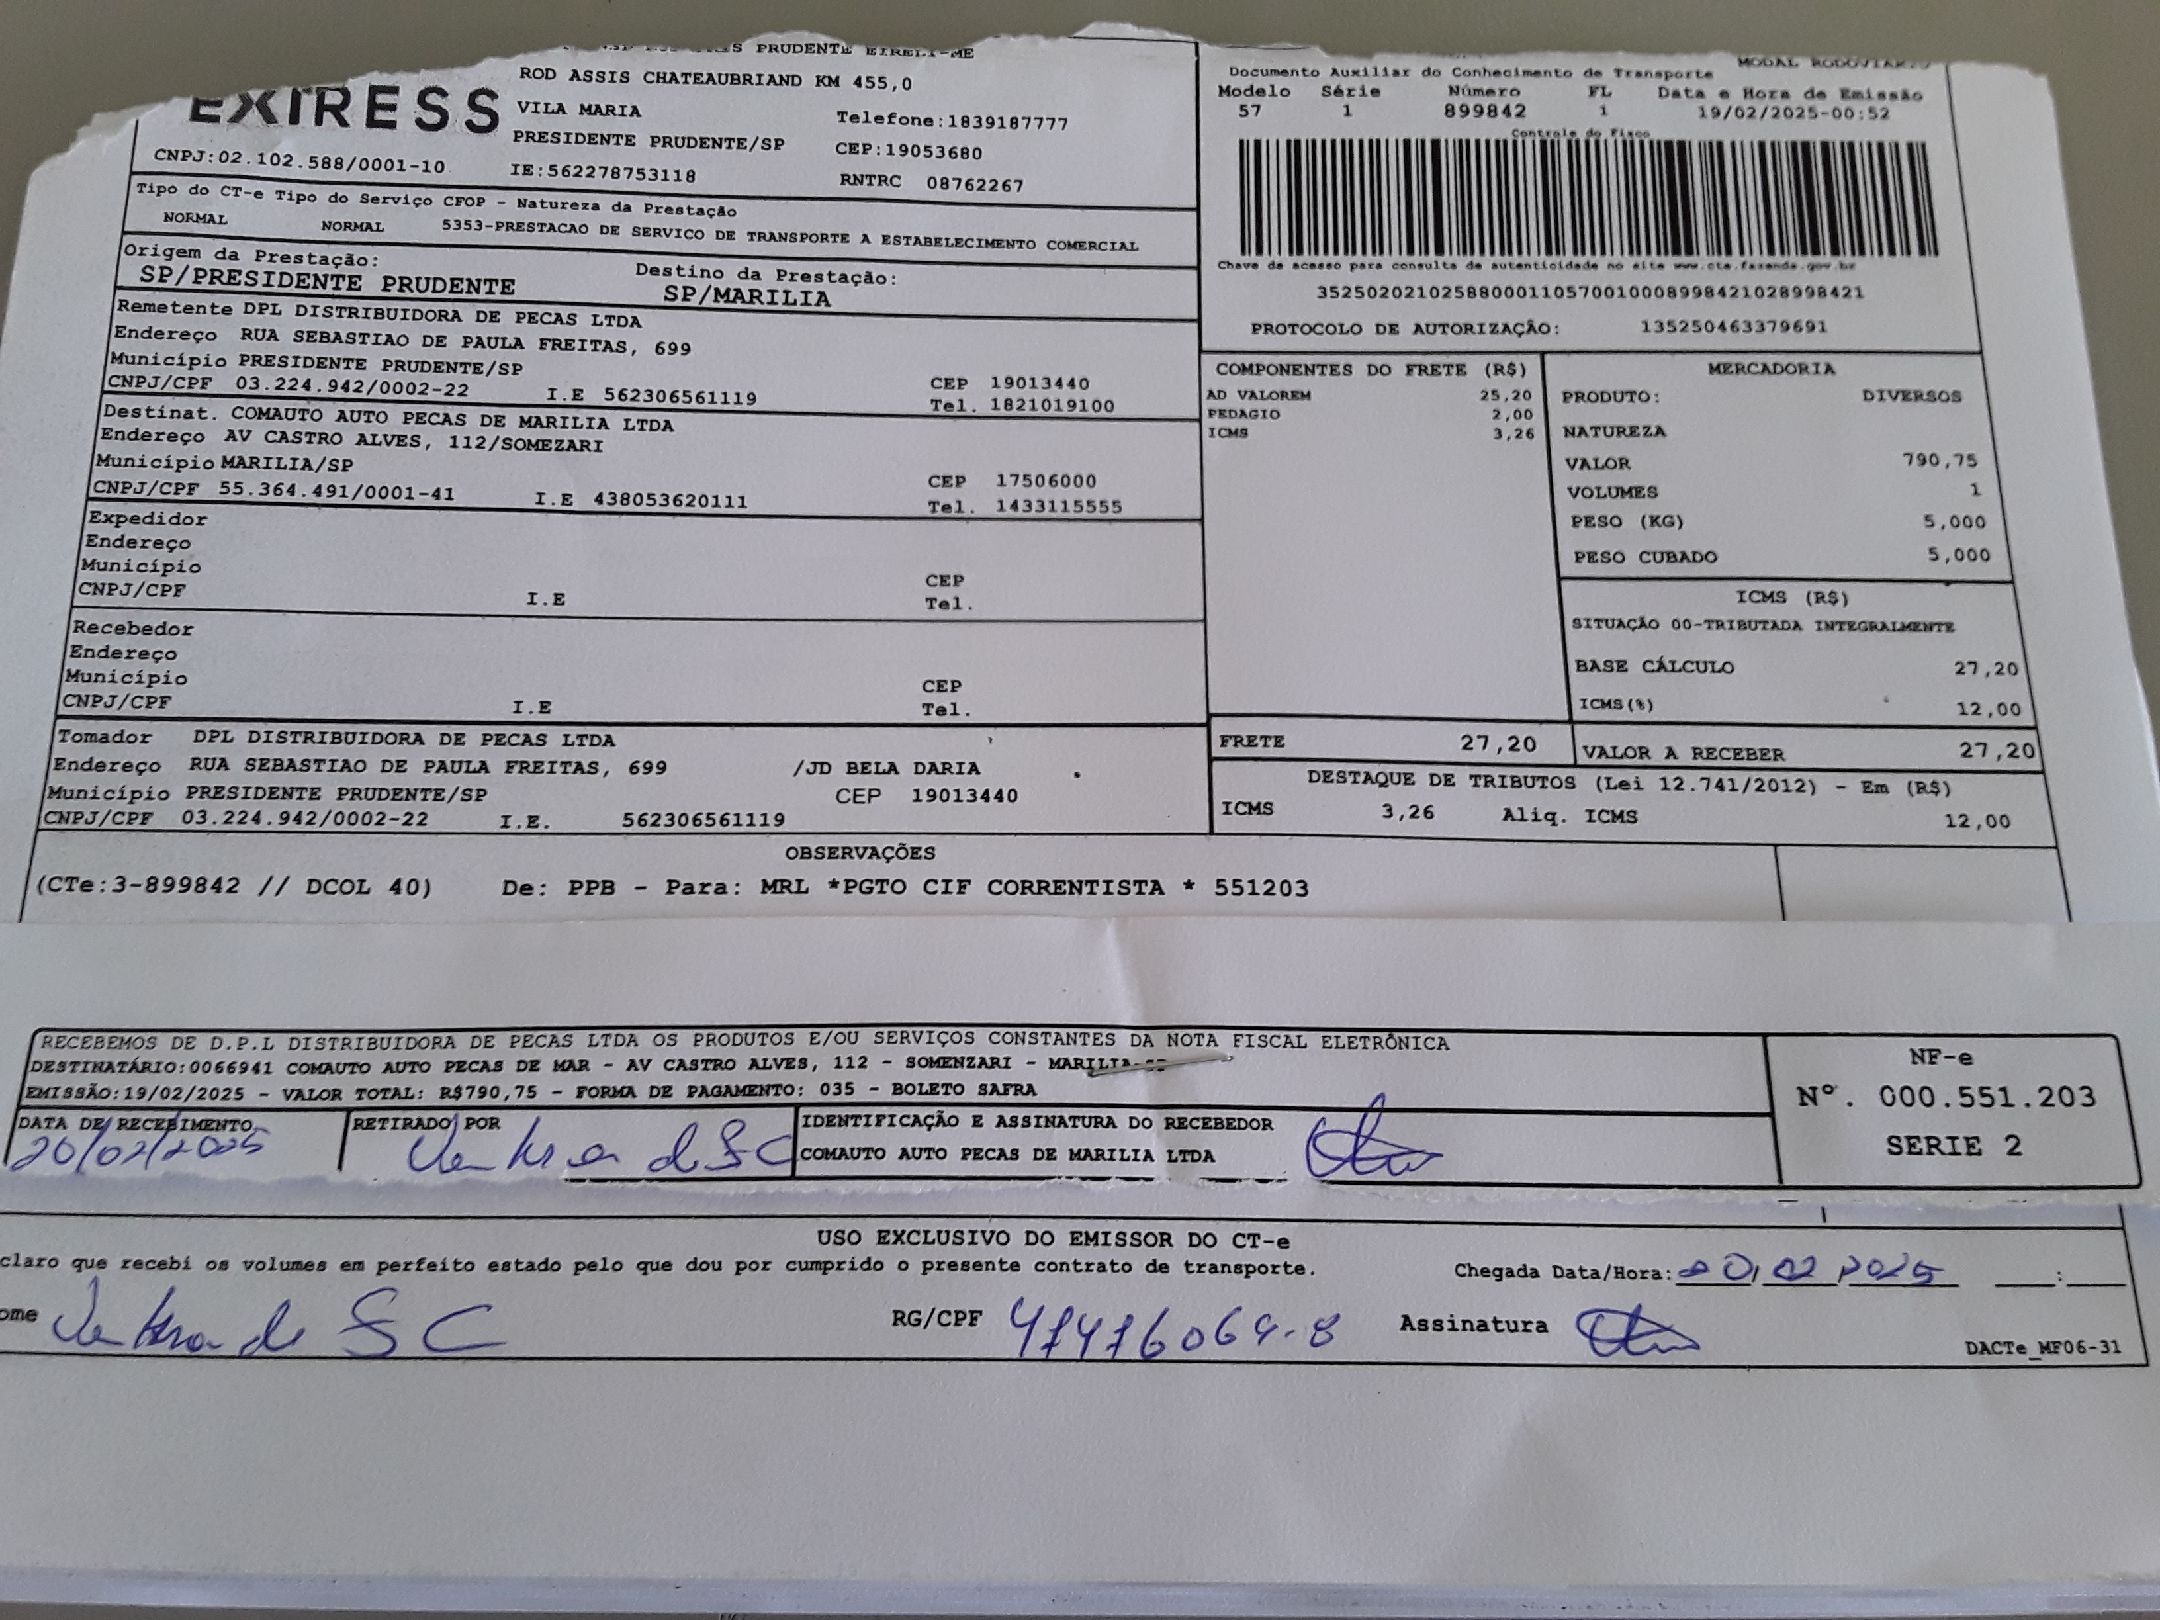 PRUDENTE EIRELI-ME
ROD ASSIS CHATEAUBRIAND KM 455,0
EXPRESS
VILA MARIA
Telefone:1839187777
PRESIDENTE PRUDENTE/SP
CEP:19053680
CNPJ:02.102.588/0001-10
IE:562278753118
RNTRC 08762267
Tipo do CT-e Tipo do Serviço CFOP - Natureza da Prestação
NORMAL NORMAL 5353-PRESTACAO DE SERVICO DE TRANSPORTE A ESTABELECIMENTO COMERCIAL
Origem da Prestação: Destino da Prestação:
SP/PRESIDENTE PRUDENTE SP/MARILIA
Remetente DPL DISTRIBUIDORA DE PECAS LTDA
Endereço RUA SEBASTIAO DE PAULA FREITAS, 699
Município PRESIDENTE PRUDENTE/SP CEP 19013440
CNPJ/CPF 03.224.942/0002-22 I.E 562306561119 Tel. 1821019100
Destinat. COMAUTO AUTO PECAS DE MARILIA LTDA
Endereço AV CASTRO ALVES, 112/SOMEZARI
Município MARILIA/SP CEP 17506000
CNPJ/CPF 55.364.491/0001-41 I.E 438053620111 Tel. 1433115555
Expedidor
Endereço
Município CEP
CNPJ/CPF I.E Tel.
Recebedor
Endereço
Município CEP
CNPJ/CPF I.E Tel.
Tomador DPL DISTRIBUIDORA DE PECAS LTDA
Endereço RUA SEBASTIAO DE PAULA FREITAS, 699 /JD BELA DARIA
Município PRESIDENTE PRUDENTE/SP CEP 19013440
CNPJ/CPF 03.224.942/0002-22 I.E. 562306561119
MODAL RODOVIARIO
Documento Auxiliar do Conhecimento de Transporte
Modelo Série Número FL Data e Hora de Emissão
57 1 899842 1 19/02/2025-00:52
Controle do Fisco
Chave de acesso para consulta de autenticidade no site www.cte.fazenda.gov.br
35250202102588000110570010008998421028998421
PROTOCOLO DE AUTORIZAÇÃO: 135250463379691
COMPONENTES DO FRETE (R$)
AD VALOREM 25,20
PEDAGIO 2,00
ICMS 3,26
MERCADORIA
PRODUTO: DIVERSOS
NATUREZA
VALOR 790,75
VOLUMES 1
PESO (KG) 5,000
PESO CUBADO 5,000
ICMS (R$)
SITUAÇÃO 00-TRIBUTADA INTEGRALMENTE
BASE CÁLCULO 27,20
ICMS(%) 12,00
FRETE 27,20 VALOR A RECEBER 27,20
DESTAQUE DE TRIBUTOS (Lei 12.741/2012) - Em (R$)
ICMS 3,26 Aliq. ICMS 12,00
OBSERVAÇÕES
(CTe:3-899842 // DCOL 40) De: PPB - Para: MRL *PGTO CIF CORRENTISTA * 551203
RECEBEMOS DE D.P.L DISTRIBUIDORA DE PECAS LTDA OS PRODUTOS E/OU SERVIÇOS CONSTANTES DA NOTA FISCAL ELETRÔNICA
DESTINATÁRIO:0066941 COMAUTO AUTO PECAS DE MAR - AV CASTRO ALVES, 112 - SOMENZARI - MARILIA-SP
EMISSÃO:19/02/2025 - VALOR TOTAL: R$790,75 - FORMA DE PAGAMENTO: 035 - BOLETO SAFRA
DATA DE RECEBIMENTO RETIRADO POR IDENTIFICAÇÃO E ASSINATURA DO RECEBEDOR
20/02/2025 de S C COMAUTO AUTO PECAS DE MARILIA LTDA
NF-e
Nº. 000.551.203
SERIE 2
USO EXCLUSIVO DO EMISSOR DO CT-e
claro que recebi os volumes em perfeito estado pelo que dou por cumprido o presente contrato de transporte. Chegada Data/Hora: 20/02/2025 __:__
ome de S C RG/CPF 41416064-8 Assinatura
DACTe_MF06-31